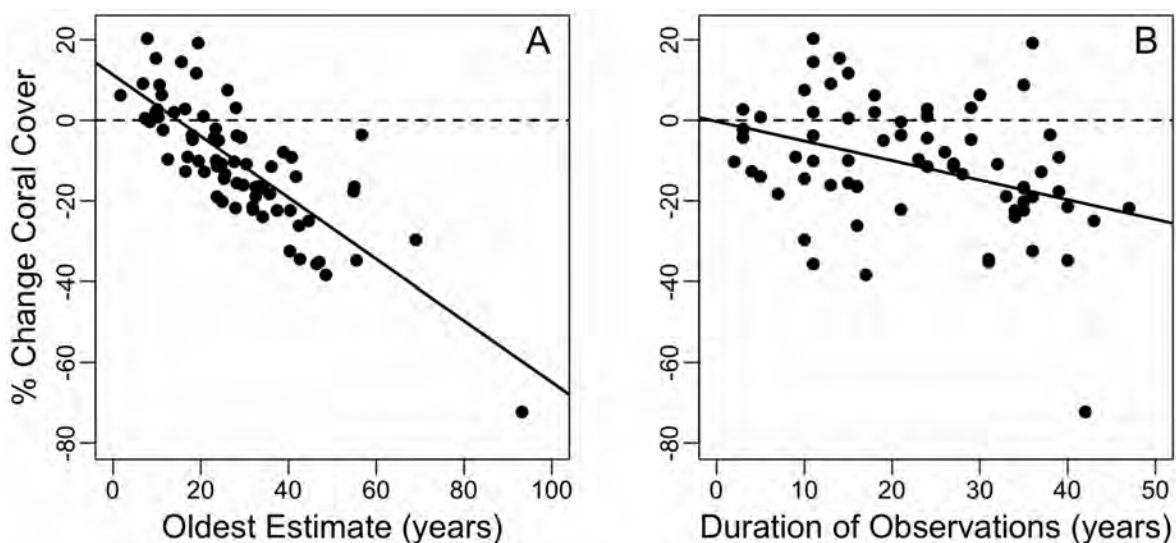 A
B
% Change Coral Cover
20
0
-20
-40
-60
-80
0 20 40 60 80 100
Oldest Estimate (years)
20
0
-20
-40
-60
-80
0 10 20 30 40 50
Duration of Observations (years)